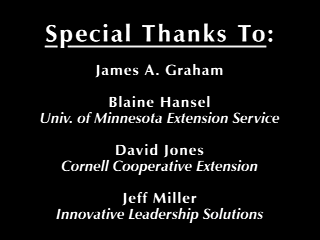 Special Thanks To:
James A. Graham
Blaine Hansel
Univ. of Minnesota Extension Service
David Jones
Cornell Cooperative Extension
Jeff Miller
Innovative Leadership Solutions